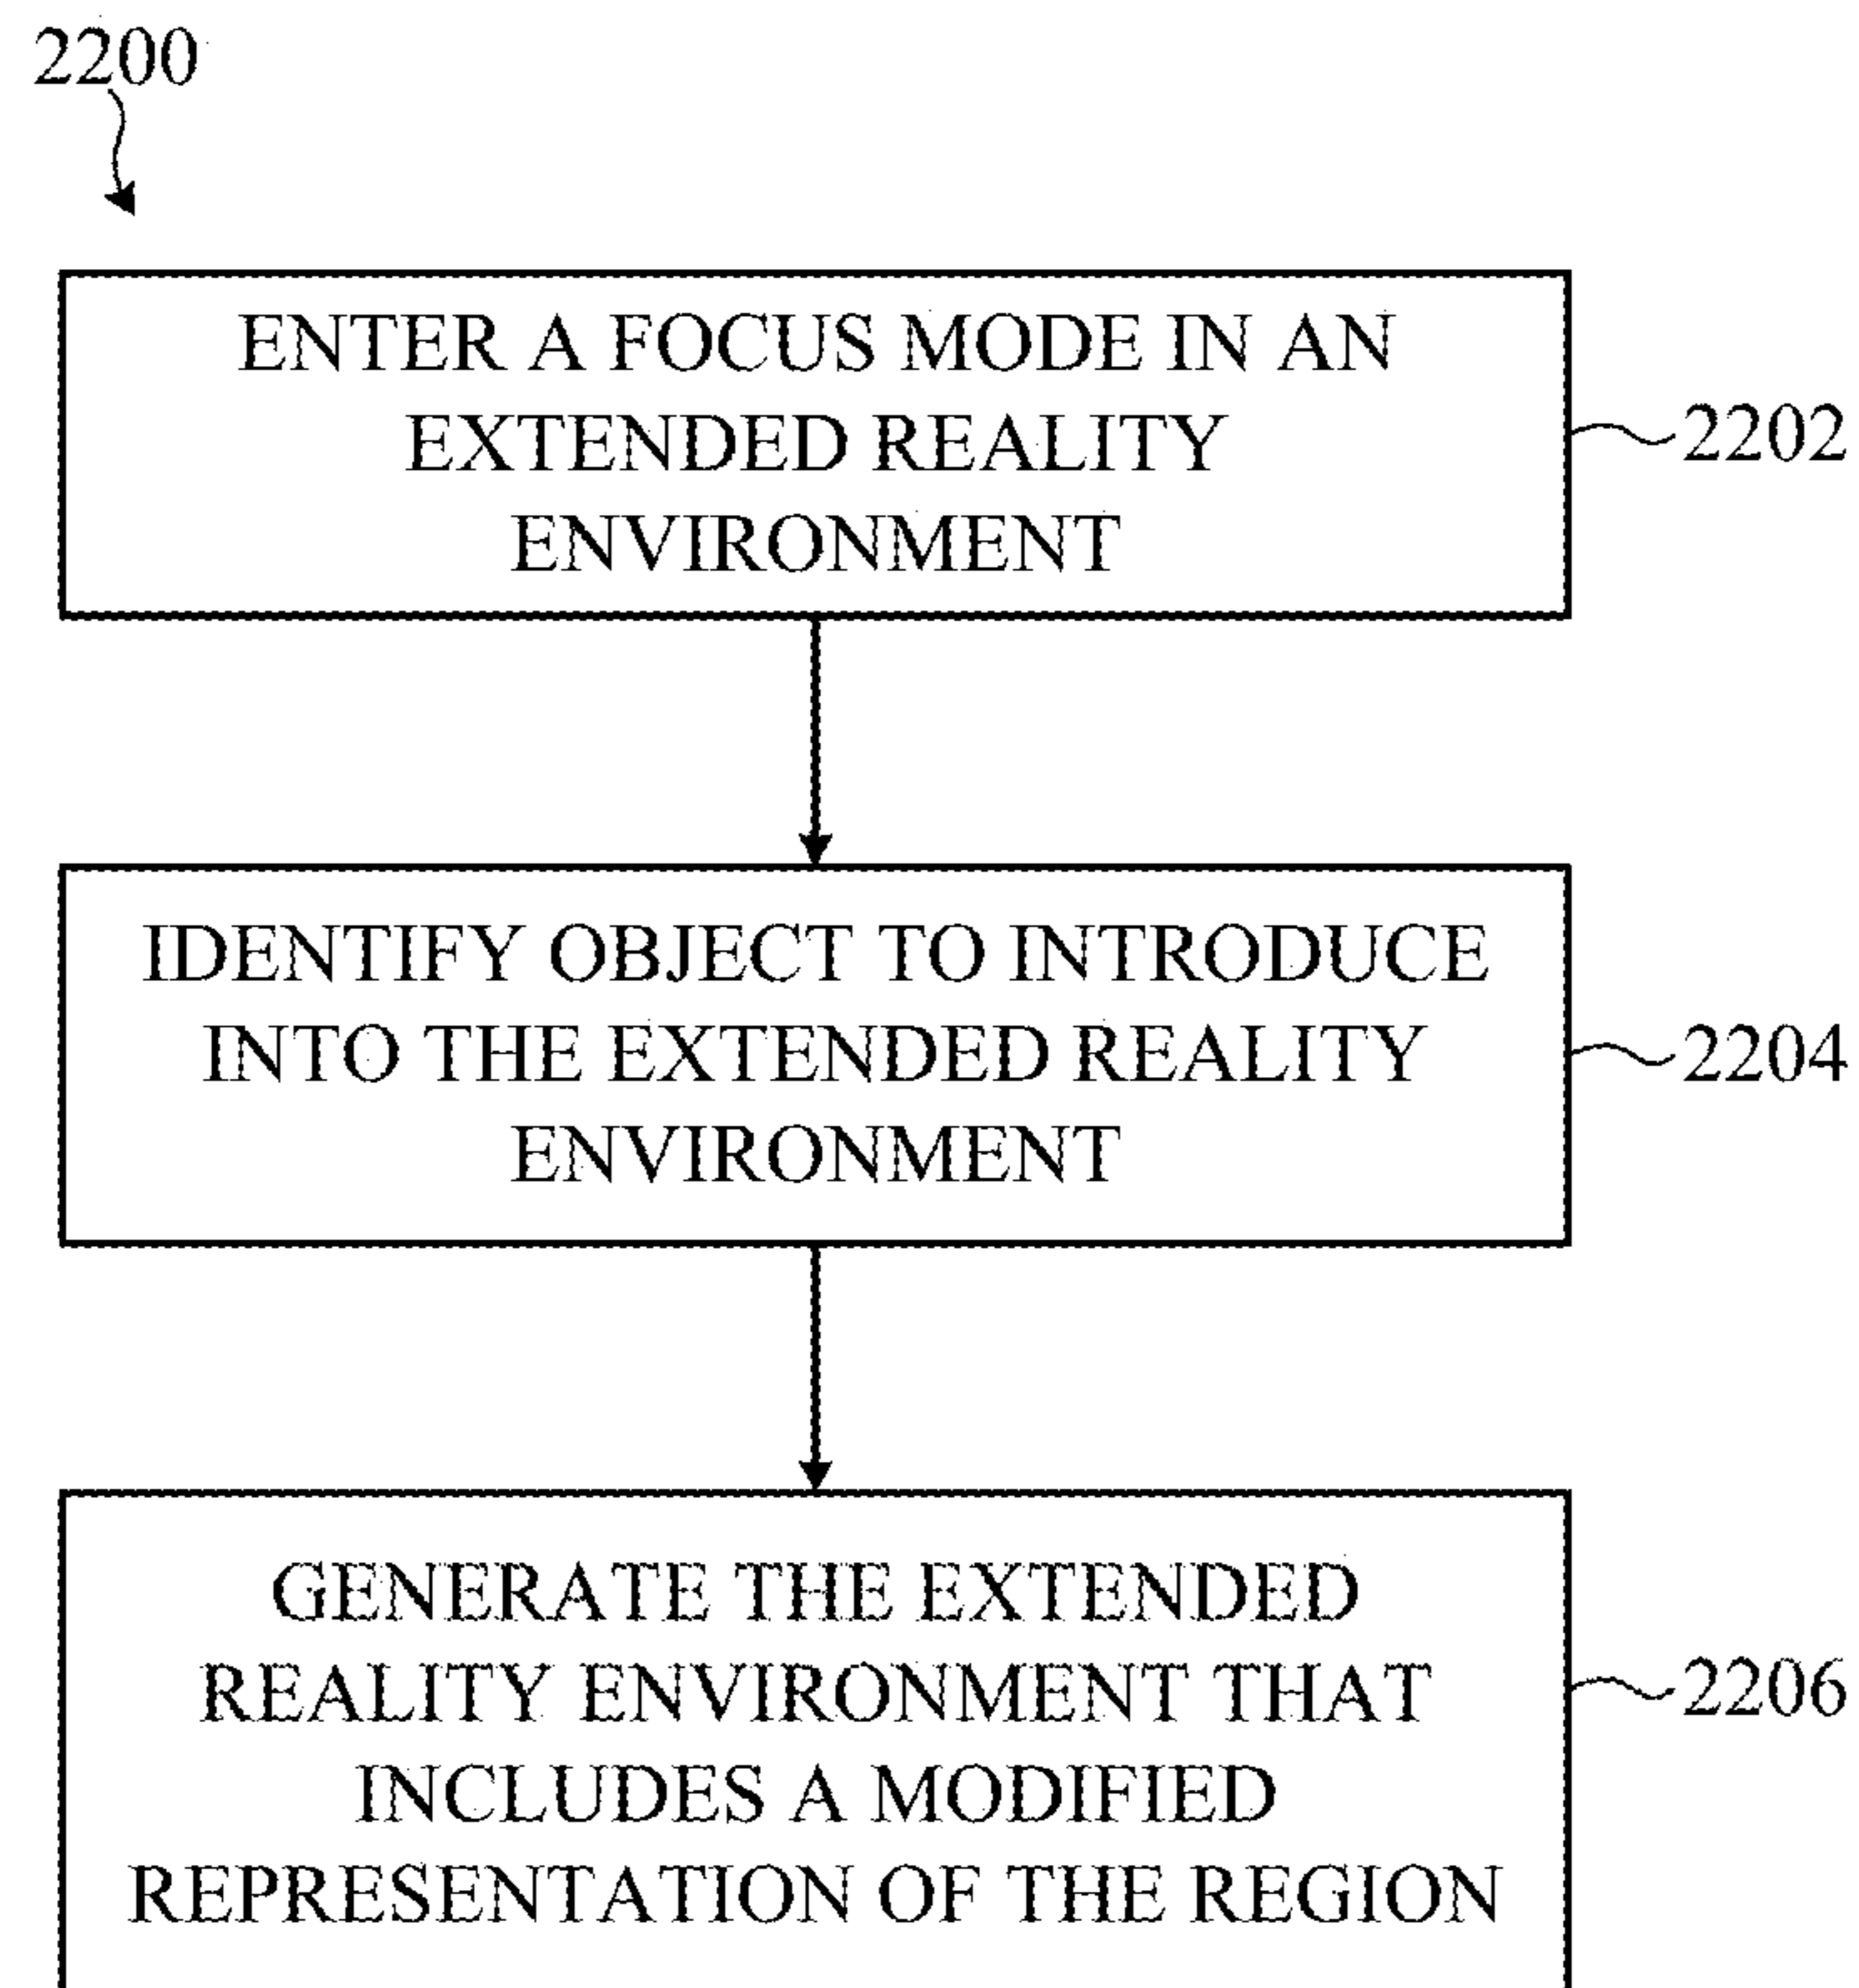 2200
ENTER A FOCUS MODE IN AN
EXTENDED REALITY
ENVIRONMENT
2202
IDENTIFY OBJECT TO INTRODUCE
INTO THE EXTENDED REALITY
ENVIRONMENT
2204
GENERATE THE EXTENDED
REALITY ENVIRONMENT THAT
INCLUDES A MODIFIED
REPRESENTATION OF THE REGION
2206